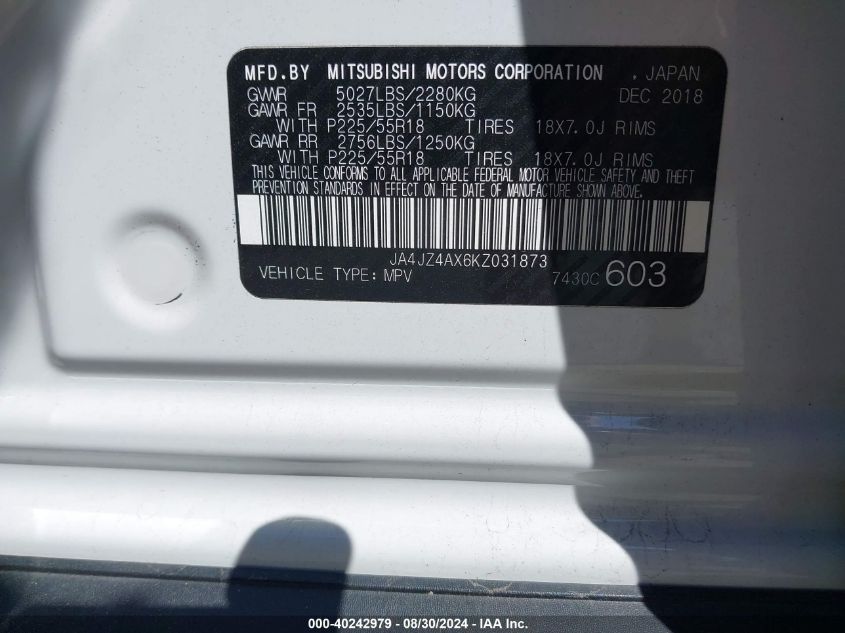 MFD.BY MITSUBISHI MOTORS CORPORATION , JAPAN
GVWR 5027LBS/2280KG DEC 2018
GAWR FR 2535LBS/1150KG
WITH P225/55R18 TIRES 18X7.0J RIMS
GAWR RR 2756LBS/1250KG
WITH P225/55R18 TIRES 18X7.0J RIMS
THIS VEHICLE CONFORMS TO ALL APPLICABLE FEDERAL MOTOR VEHICLE SAFETY AND THEFT
PREVENTION STANDARDS IN EFFECT ON THE DATE OF MANUFACTURE SHOWN ABOVE.
JA4JZ4AX6KZ031873
VEHICLE TYPE: MPV 7430C 603
000-40242979 - 08/30/2024 - IAA Inc.